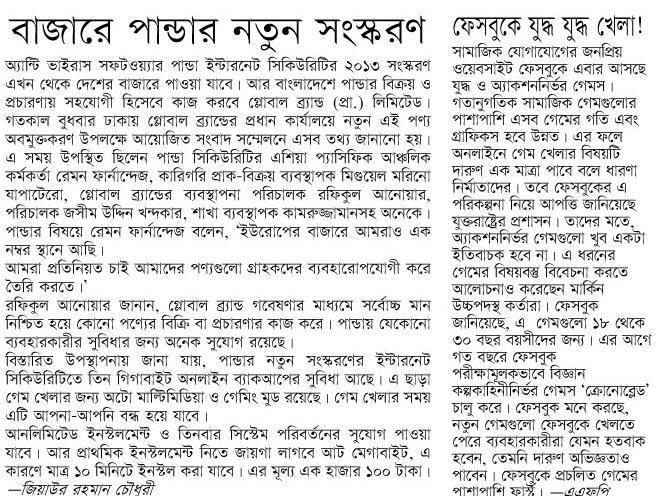 বাজারে পান্ডার নতুন সংস্করণ
অ্যান্টি ভাইরাস সফটওয়্যার পান্ডা ইন্টারনেট সিকিউরিটির ২০১৩ সংস্করণ
এখন থেকে দেশের বাজারে পাওয়া যাবে। আর বাংলাদেশে পান্ডার বিক্রয় ও
প্রচারণায় সহযোগী হিসেবে কাজ করবে গ্লোবাল ব্র্যান্ড (প্রা.) লিমিটেড।
গতকাল বুধবার ঢাকায় গ্লোবাল ব্র্যান্ডের প্রধান কার্যালয়ে নতুন এই পণ্য
অবমুক্তকরণ উপলক্ষে আয়োজিত সংবাদ সম্মেলনে এসব তথ্য জানানো হয়।
এ সময় উপস্থিত ছিলেন পান্ডা সিকিউরিটির এশিয়া প্যাসিফিক আঞ্চলিক
কর্মকর্তা রেমন ফার্নান্দেজ, কারিগরি প্রাক-বিক্রয় ব্যবস্থাপক মিগুয়েল মরিনো
যাপাটেরো, গ্লোবাল ব্র্যান্ডের ব্যবস্থাপনা পরিচালক রফিকুল আনোয়ার,
পরিচালক জসীম উদ্দিন খন্দকার, শাখা ব্যবস্থাপক কামরুজ্জামানসহ অনেকে।
পান্ডার বিষয়ে রেমন ফার্নান্দেজ বলেন, ‘ইউরোপের বাজারে আমরাও এক
নম্বর স্থানে আছি।
আমরা প্রতিনিয়ত চাই আমাদের পণ্যগুলো গ্রাহকদের ব্যবহারোপযোগী করে
তৈরি করতে।’
রফিকুল আনোয়ার জানান, গ্লোবাল ব্র্যান্ড গবেষণার মাধ্যমে সর্বোচ্চ মান
নিশ্চিত হয়ে কোনো পণ্যের বিক্রি বা প্রচারণার কাজ করে। পান্ডায় যেকোনো
ব্যবহারকারীর সুবিধার জন্য অনেক সুযোগ রয়েছে।
বিস্তারিত উপস্থাপনায় জানা যায়, পান্ডার নতুন সংস্করণের ইন্টারনেট
সিকিউরিটিতে তিন গিগাবাইট অনলাইন ব্যাকআপের সুবিধা আছে। এ ছাড়া
গেম খেলার জন্য অটো মাল্টিমিডিয়া ও গেমিং মুড রয়েছে। গেম খেলার সময়
এটি আপনা-আপনি বন্ধ হয়ে যাবে।
আনলিমিটেড ইনস্টলমেন্ট ও তিনবার সিস্টেম পরিবর্তনের সুযোগ পাওয়া
যাবে। আর প্রাথমিক ইনস্টলমেন্ট নিতে জায়গা লাগবে আট মেগাবাইট, এ
কারণে মাত্র ১০ মিনিটে ইনস্টল করা যাবে। এর মূল্য এক হাজার ১০০ টাকা।
—জিয়াউর রহমান চৌধুরী
ফেসবুকে যুদ্ধ যুদ্ধ খেলা!
সামাজিক যোগাযোগের জনপ্রিয়
ওয়েবসাইট ফেসবুকে এবার আসছে
যুদ্ধ ও অ্যাকশননির্ভর গেমস।
গতানুগতিক সামাজিক গেমগুলোর
পাশাপাশি এসব গেমের গতি এবং
গ্রাফিকস হবে উন্নত। এর ফলে
অনলাইনে গেম খেলার বিষয়টি
দারুণ এক মাত্রা পাবে বলে ধারণা
নির্মাতাদের। তবে ফেসবুকের এ
পরিকল্পনা নিয়ে আপত্তি জানিয়েছে
যুক্তরাষ্ট্রের প্রশাসন। তাদের মতে,
অ্যাকশননির্ভর গেমগুলো খুব একটা
ইতিবাচক হবে না। এ ধরনের
গেমের বিষয়বস্তু বিবেচনা করতে
আলোচনাও করেছেন মার্কিন
উচ্চপদস্থ কর্তারা। ফেসবুক
জানিয়েছে, এ গেমগুলো ১৮ থেকে
৩০ বছর বয়সীদের জন্য। এর আগে
গত বছরে ফেসবুক
পরীক্ষামূলকভাবে বিজ্ঞান
কল্পকাহিনীনির্ভর গেমস ‘ক্রোনোব্লেড’
চালু করে। ফেসবুক মনে করছে,
নতুন গেমগুলো ফেসবুকে খেলতে
পেরে ব্যবহারকারীরা যেমন হতবাক
হবেন, তেমনি দারুণ অভিজ্ঞতাও
পাবেন। ফেসবুকে প্রচলিত গেমের
পাশাপাশি ফার্স্ট —এএফপি